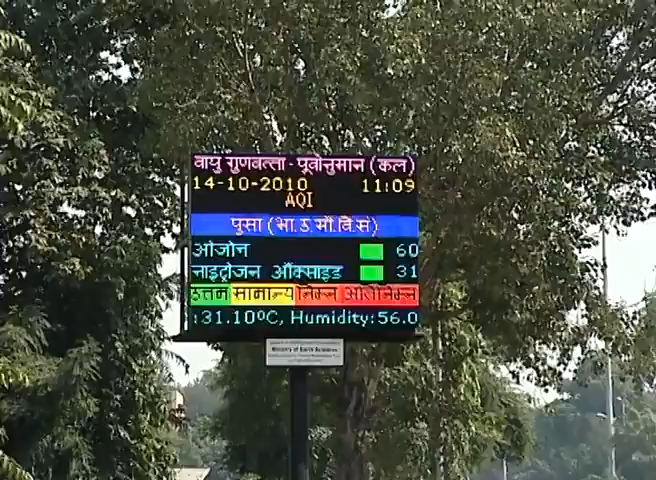 वायु गुणवत्ता - पूर्वानुमान (कल)
14-10-2010 11:09
AQI
पुसा (भा.उ.मौ.वि.सं)
ओजोन 60
नाइट्रोजन ऑक्साइड 31
उत्तम सामान्य निम्न अतिनिम्न
:31.10ºC, Humidity:56.0
Ministry of Earth Sciences